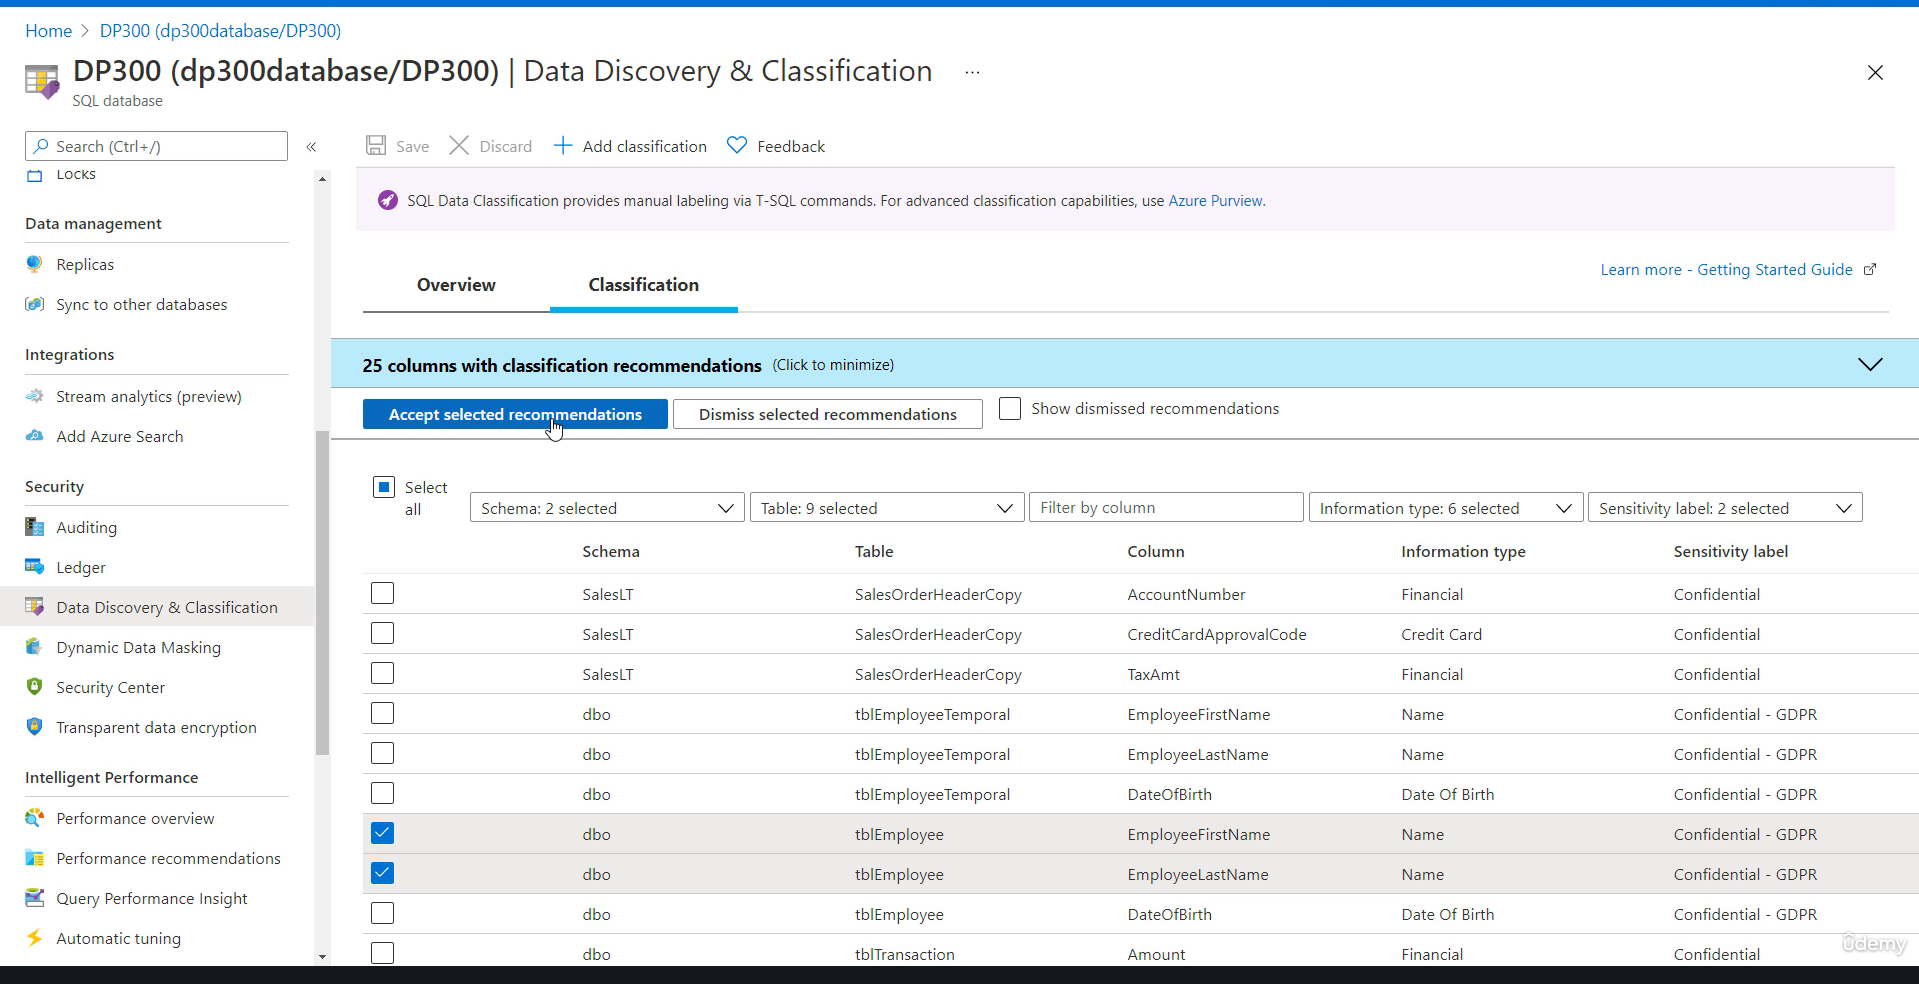 Home > DP300 (dp300database/DP300)
DP300 (dp300database/DP300) | Data Discovery & Classification ...
SQL database
Search (Ctrl+/) «
Locks
Data management
Replicas
Sync to other databases
Integrations
Stream analytics (preview)
Add Azure Search
Security
Auditing
Ledger
Data Discovery & Classification
Dynamic Data Masking
Security Center
Transparent data encryption
Intelligent Performance
Performance overview
Performance recommendations
Query Performance Insight
Automatic tuning
Save Discard Add classification Feedback
SQL Data Classification provides manual labeling via T-SQL commands. For advanced classification capabilities, use Azure Purview.
Overview Classification
Learn more - Getting Started Guide
25 columns with classification recommendations (Click to minimize)
Accept selected recommendations Dismiss selected recommendations Show dismissed recommendations
Select
all
Schema: 2 selected Table: 9 selected Filter by column Information type: 6 selected Sensitivity label: 2 selected
Schema Table Column Information type Sensitivity label
SalesLT SalesOrderHeaderCopy AccountNumber Financial Confidential
SalesLT SalesOrderHeaderCopy CreditCardApprovalCode Credit Card Confidential
SalesLT SalesOrderHeaderCopy TaxAmt Financial Confidential
dbo tblEmployeeTemporal EmployeeFirstName Name Confidential - GDPR
dbo tblEmployeeTemporal EmployeeLastName Name Confidential - GDPR
dbo tblEmployeeTemporal DateOfBirth Date Of Birth Confidential - GDPR
dbo tblEmployee EmployeeFirstName Name Confidential - GDPR
dbo tblEmployee EmployeeLastName Name Confidential - GDPR
dbo tblEmployee DateOfBirth Date Of Birth Confidential - GDPR
dbo tblTransaction Amount Financial Confidential
ûdemy